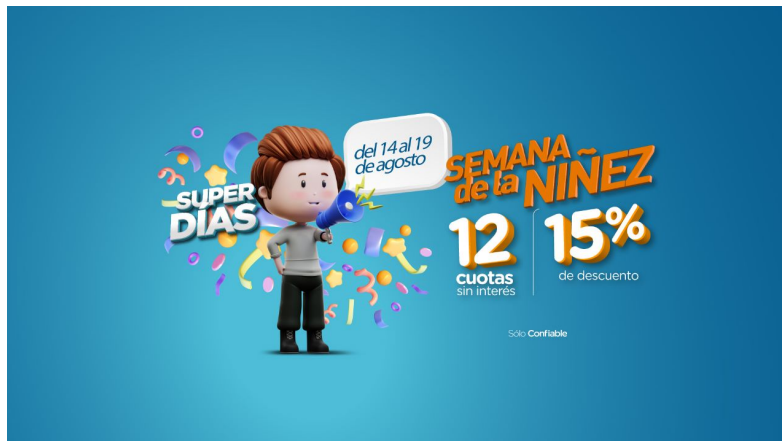 SUPER
DÍAS
del 14 al 19
de agosto
SEMANA
de la NIÑEZ
12
cuotas
sin interés
15%
de descuento
Sólo Confiable